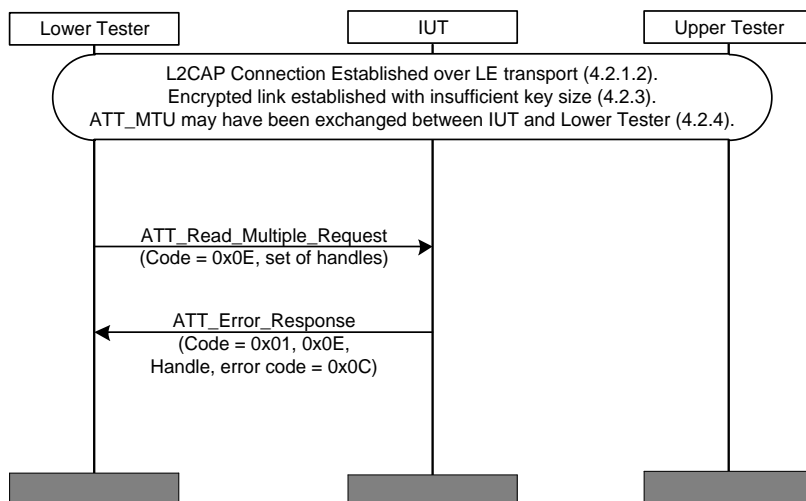 Lower Tester
IUT
Upper Tester
L2CAP Connection Established over LE transport (4.2.1.2).
Encrypted link established with insufficient key size (4.2.3).
ATT_MTU may have been exchanged between IUT and Lower Tester (4.2.4).
ATT_Read_Multiple_Request
(Code = 0x0E, set of handles)
ATT_Error_Response
(Code = 0x01, 0x0E,
Handle, error code = 0x0C)